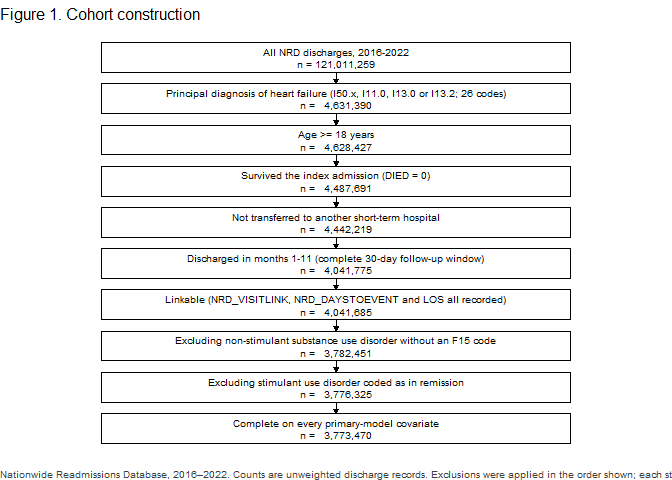 Figure 1. Cohort construction
All NRD discharges, 2016-2022
n = 121,011,259
Principal diagnosis of heart failure (I50.x, I11.0, I13.0 or I13.2; 26 codes)
n = 4,631,390
Age >= 18 years
n = 4,628,427
Survived the index admission (DIED = 0)
n = 4,487,691
Not transferred to another short-term hospital
n = 4,442,219
Discharged in months 1-11 (complete 30-day follow-up window)
n = 4,041,775
Linkable (NRD_VISITLINK, NRD_DAYSTOEVENT and LOS all recorded)
n = 4,041,685
Excluding non-stimulant substance use disorder without an F15 code
n = 3,782,451
Excluding stimulant use disorder coded as in remission
n = 3,776,325
Complete on every primary-model covariate
n = 3,773,470
Nationwide Readmissions Database, 2016–2022. Counts are unweighted discharge records. Exclusions were applied in the order shown; each st